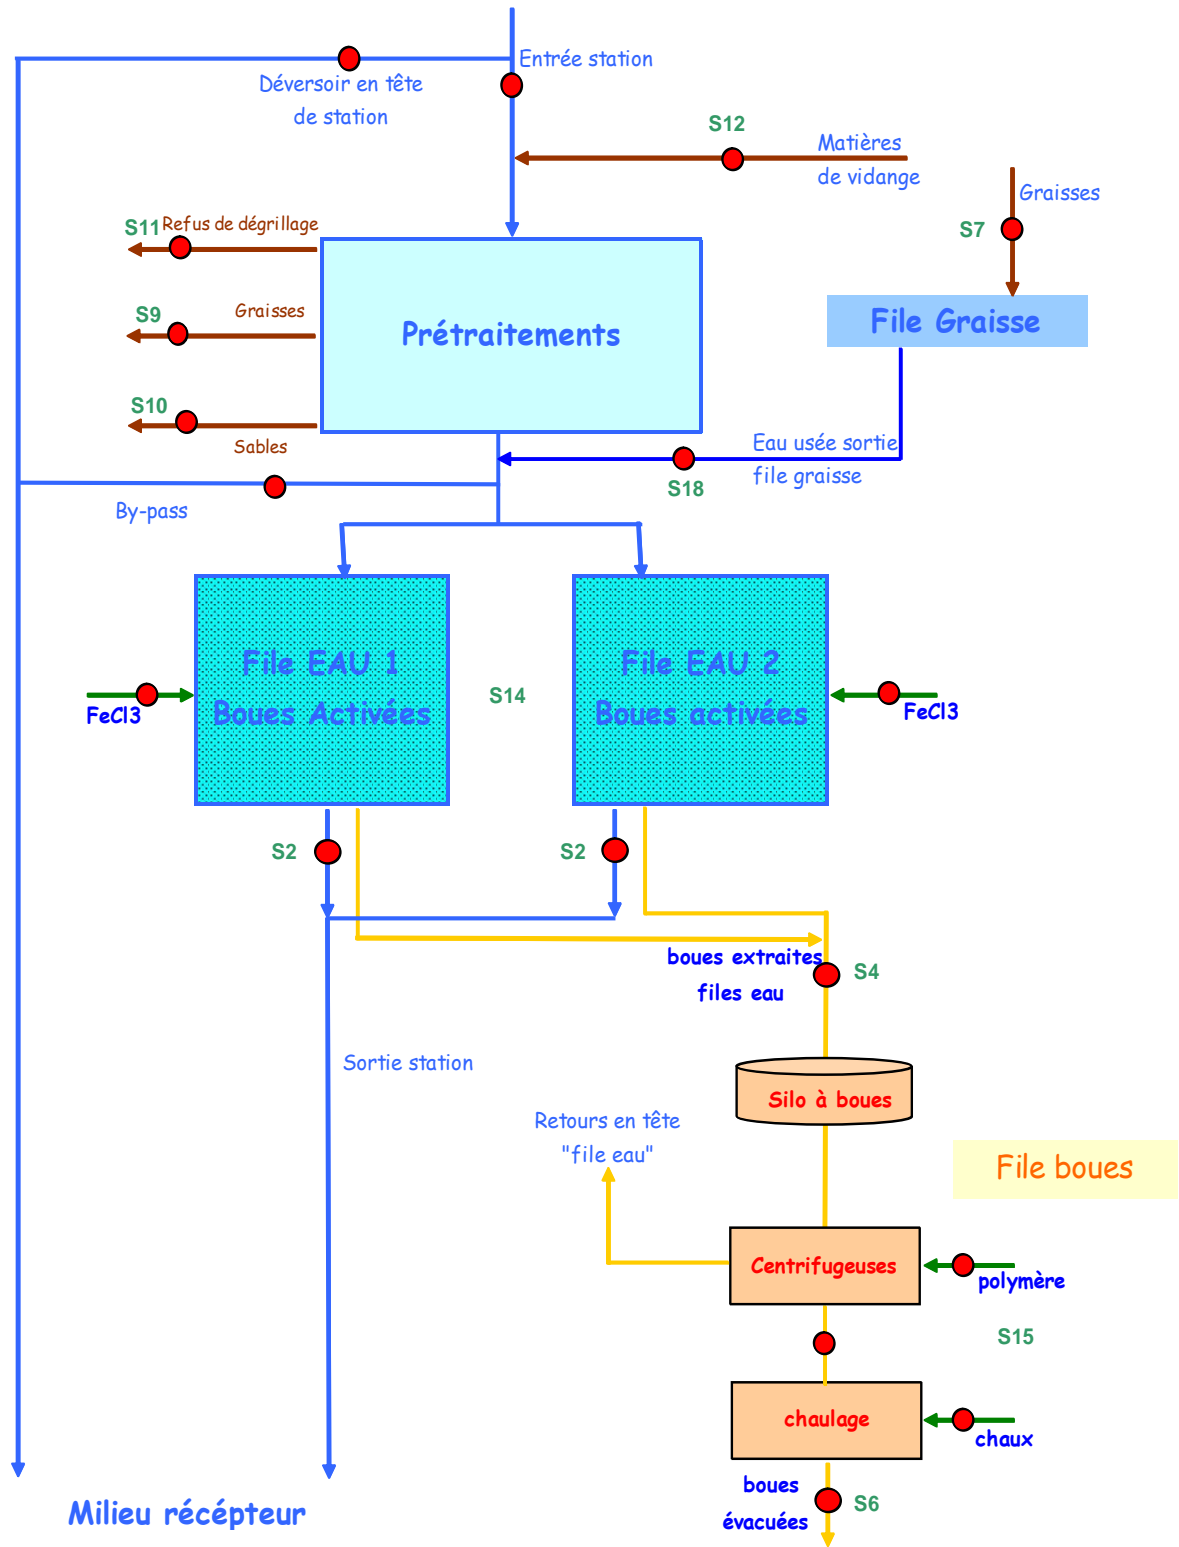 Entrée station
Déversoir en tête
de station
S12
Matières
de vidange
Graisses
S7
S11
Refus de dégrillage
S9
Graisses
Prétraitements
File Graisse
S10
Sables
Eau usée sortie
file graisse
S18
By-pass
File EAU 1
Boues Activées
S14
File EAU 2
Boues activées
FeCl3
FeCl3
S2
S2
boues extraites
files eau
S4
Sortie station
Silo à boues
Retours en tête
"file eau"
File boues
Centrifugeuses
polymère
S15
chaulage
chaux
boues
évacuées
S6
Milieu récépteur